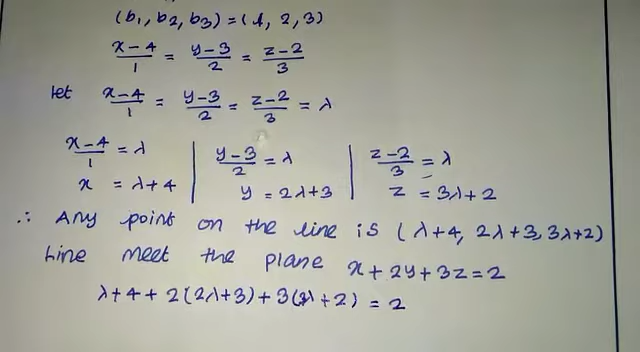 (b₁, b₂, b₃) = (1, 2, 3)
x-4/1 = y-3/2 = z-2/3
let x-4/1 = y-3/2 = z-2/3 = λ
x-4/1 = λ | y-3/2 = λ | z-2/3 = λ
x = λ+4 | y = 2λ+3 | z = 3λ+2
∴ Any point on the line is (λ+4, 2λ+3, 3λ+2)
Line meet the plane x+2y+3z=2
λ+4+2(2λ+3)+3(3λ+2) = 2